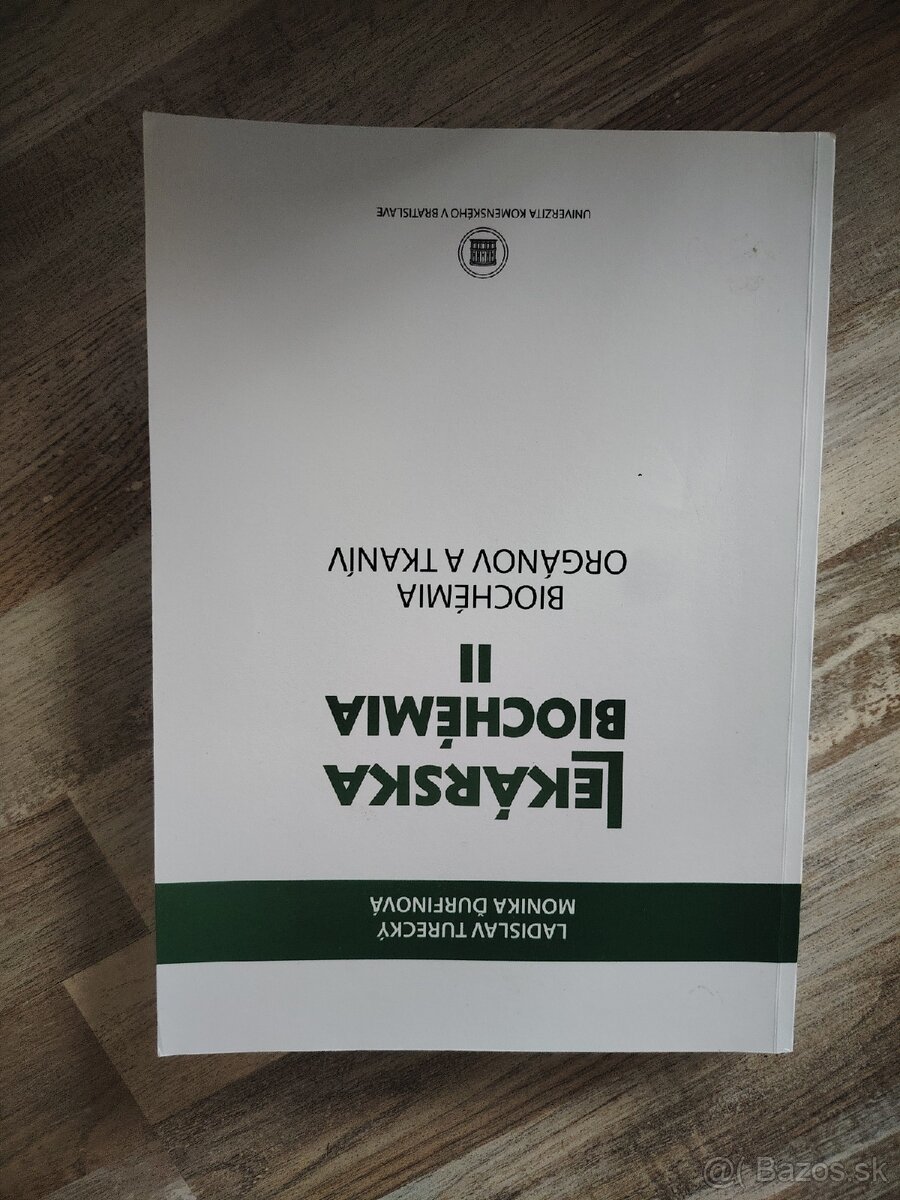 LADISLAV TURECKÝ
MONIKA ĎURFINOVÁ
LEKÁRSKA
BIOCHÉMIA
II
BIOCHÉMIA
ORGÁNOV A TKANÍV
UNIVERZITA KOMENSKÉHO V BRATISLAVE
@( Bazos.sk